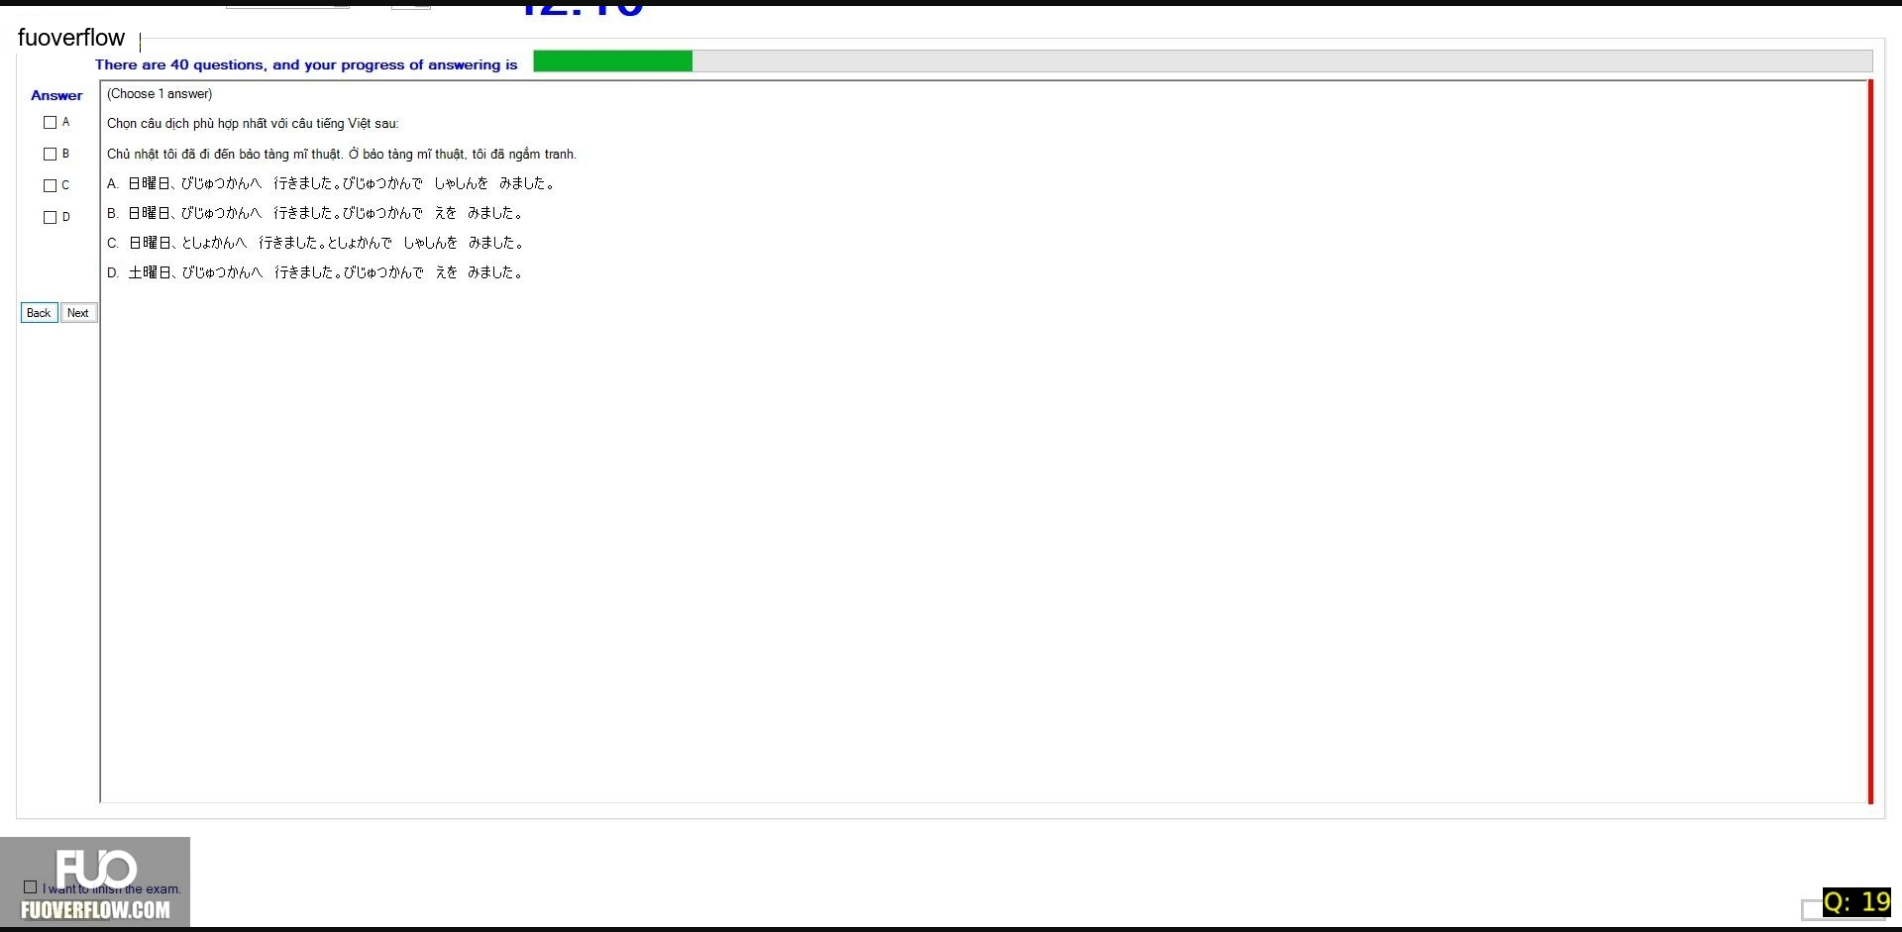 fuoverflow
There are 40 questions, and your progress of answering is
Answer
(Choose 1 answer)
A
Chọn câu dịch phù hợp nhất với câu tiếng Việt sau:
B
Chủ nhật tôi đã đi đến bảo tàng mĩ thuật. Ở bảo tàng mĩ thuật, tôi đã ngắm tranh.
C
A. 日曜日、びじゅつかんへ 行きました。びじゅつかんで しゃしんを みました。
D
B. 日曜日、びじゅつかんへ 行きました。びじゅつかんで えを みました。
C. 日曜日、としょかんへ 行きました。としょかんで しゃしんを みました。
D. 土曜日、びじゅつかんへ 行きました。びじゅつかんで えを みました。
Back Next
FUO
I want to finish the exam.
FUOVERFLOW.COM
Q: 19